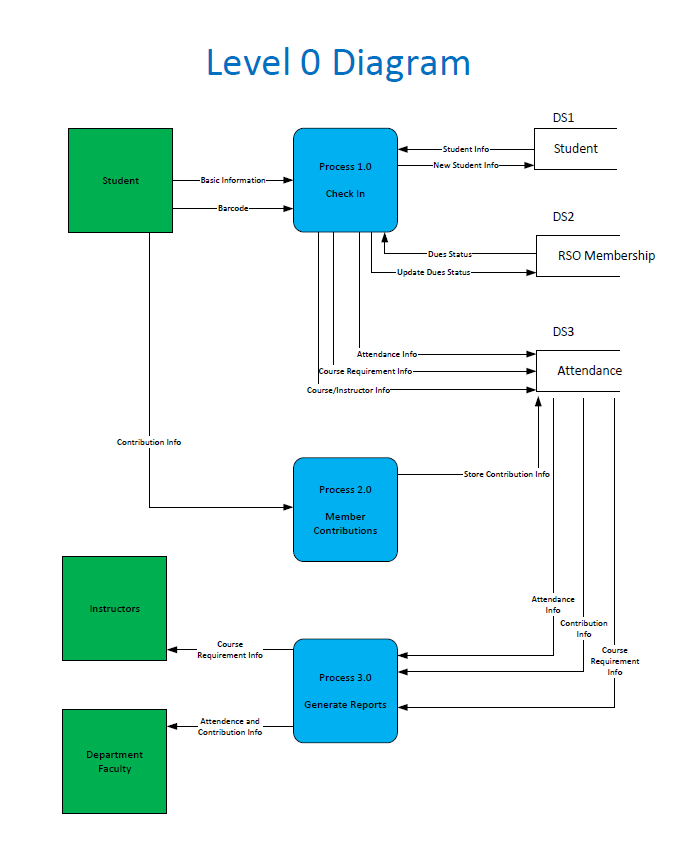 Level 0 Diagram
DS1
Student
Process 1.0
Check In
Student
Student Info
New Student Info
Basic Information
Barcode
DS2
RSO Membership
Dues Status
Update Dues Status
DS3
Attendance
Attendance Info
Course Requirement Info
Course/Instructor Info
Contribution Info
Process 2.0
Member
Contributions
Store Contribution Info
Instructors
Attendance
Info
Contribution
Info
Course
Requirement
Info
Course
Requirement Info
Process 3.0
Generate Reports
Attendence and
Contribution Info
Department
Faculty